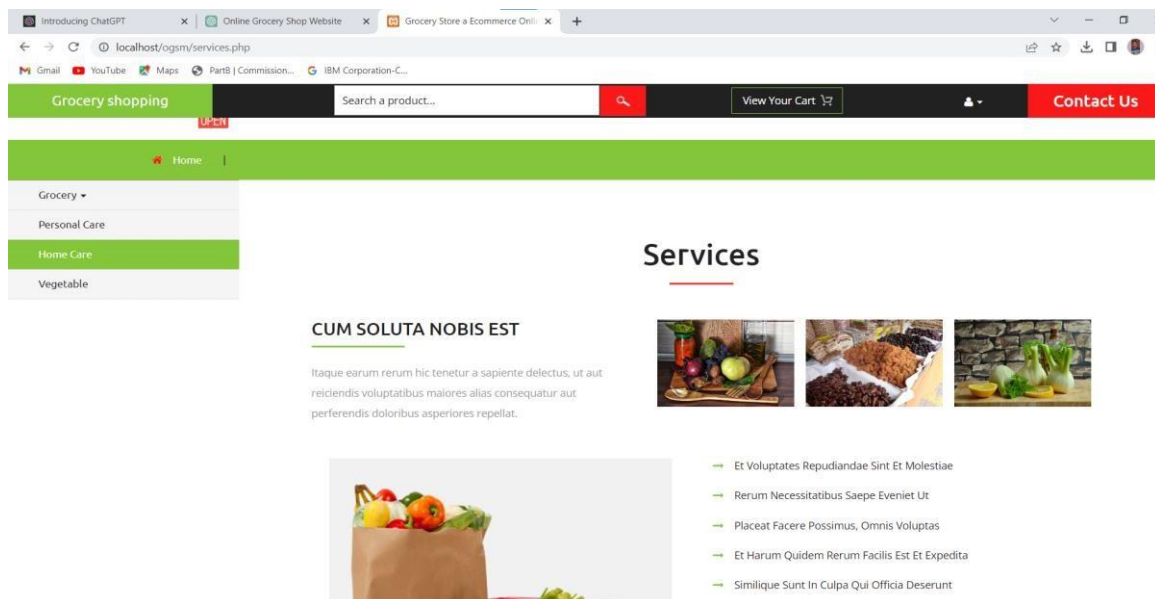 Introducing ChatGPT
Online Grocery Shop Website
Grocery Store a Ecommerce Onli
localhost/ogsm/services.php
Gmail
YouTube
Maps
PartB | Commission...
IBM Corporation-C...
Grocery shopping
Search a product...
View Your Cart
Contact Us
OPEN
Home |
Grocery
Personal Care
Home Care
Vegetable
Services
CUM SOLUTA NOBIS EST
Itaque earum rerum hic tenetur a sapiente delectus, ut aut
reiciendis voluptatibus maiores alias consequatur aut
perferendis doloribus asperiores repellat.
Et Voluptates Repudiandae Sint Et Molestiae
Rerum Necessitatibus Saepe Eveniet Ut
Placeat Facere Possimus, Omnis Voluptas
Et Harum Quidem Rerum Facilis Est Et Expedita
Similique Sunt In Culpa Qui Officia Deserunt